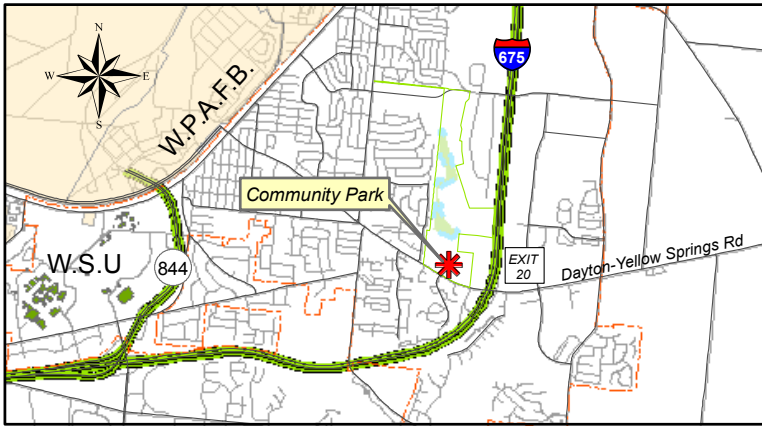 N
W E
S
W.P.A.F.B.
675
Community Park
W.S.U
844
EXIT
20
Dayton-Yellow Springs Rd